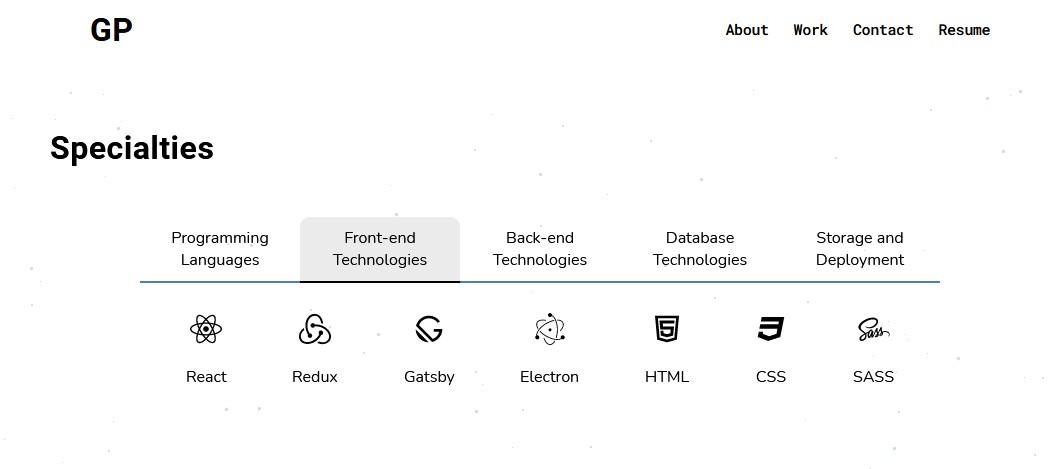 GP
About Work Contact Resume
Specialties
Programming
Languages
Front-end
Technologies
Back-end
Technologies
Database
Technologies
Storage and
Deployment
React Redux Gatsby Electron HTML CSS SASS